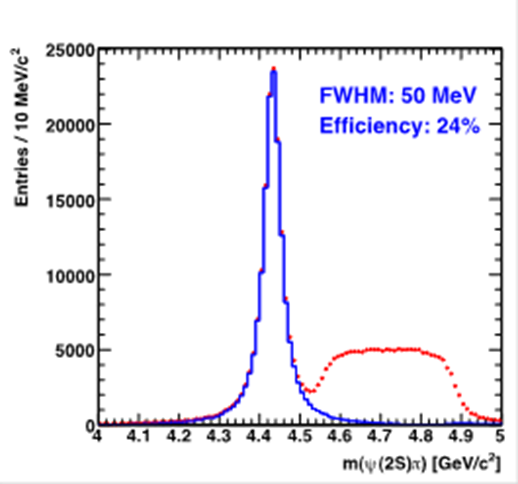 25000
20000
15000
10000
5000
0
Entries / 10 MeV/c²
FWHM: 50 MeV
Efficiency: 24%
4 4.1 4.2 4.3 4.4 4.5 4.6 4.7 4.8 4.9 5
m(ψ(2S)π) [GeV/c²]